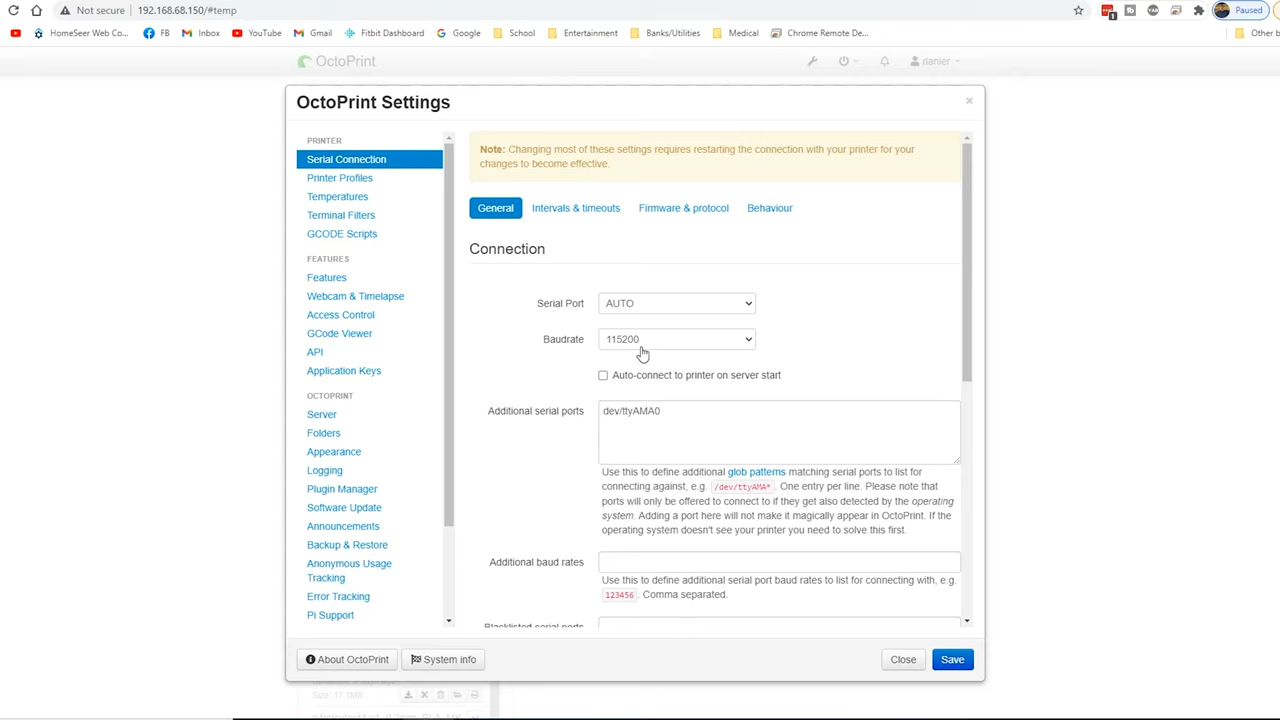 Not secure 192.168.68.150/#temp
1
Paused
HomeSeer Web Co... FB Inbox YouTube Gmail Fitbit Dashboard Google School Entertainment Banks/Utilities Medical Chrome Remote De... Other b
OctoPrint
rlanier
OctoPrint Settings
×
PRINTER
Serial Connection
Printer Profiles
Temperatures
Terminal Filters
GCODE Scripts
FEATURES
Features
Webcam & Timelapse
Access Control
GCode Viewer
API
Application Keys
OCTOPRINT
Server
Folders
Appearance
Logging
Plugin Manager
Software Update
Announcements
Backup & Restore
Anonymous Usage
Tracking
Error Tracking
Pi Support
Note: Changing most of these settings requires restarting the connection with your printer for your
changes to become effective.
General Intervals & timeouts Firmware & protocol Behaviour
Connection
Serial Port AUTO
Baudrate 115200
Auto-connect to printer on server start
Additional serial ports dev/ttyAMA0
Use this to define additional glob patterns matching serial ports to list for
connecting against, e.g. /dev/ttyAMA* . One entry per line. Please note that
ports will only be offered to connect to if they get also detected by the operating
system. Adding a port here will not make it magically appear in OctoPrint. If the
operating system doesn't see your printer you need to solve this first.
Additional baud rates
Use this to define additional serial port baud rates to list for connecting with, e.g.
123456 . Comma separated.
Blacklisted serial ports
About OctoPrint System info Close Save
Size: 17.1MB